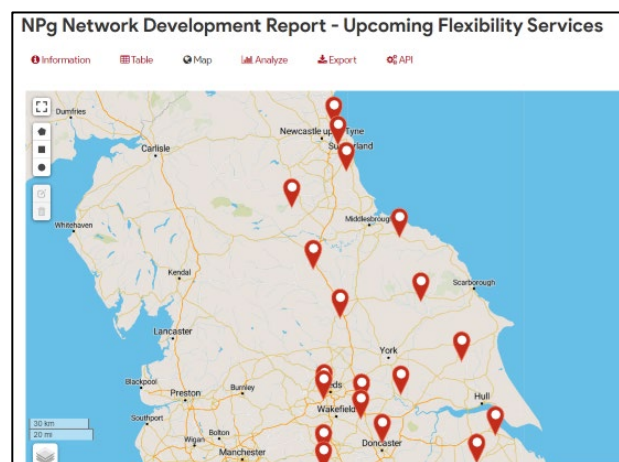 NPg Network Development Report - Upcoming Flexibility Services
Information Table Map Analyze Export API
Dumfries
Newcastle up Tyne
Carlisle
Sunderland
Whitehaven
Middlesbrough
Kendal
Scarborough
Lancaster
York
Blackpool
Burnley
Preston
Hull
Wakefield
Southport
Bolton
30 km
20 mi
Wigan
Doncaster
Manchester